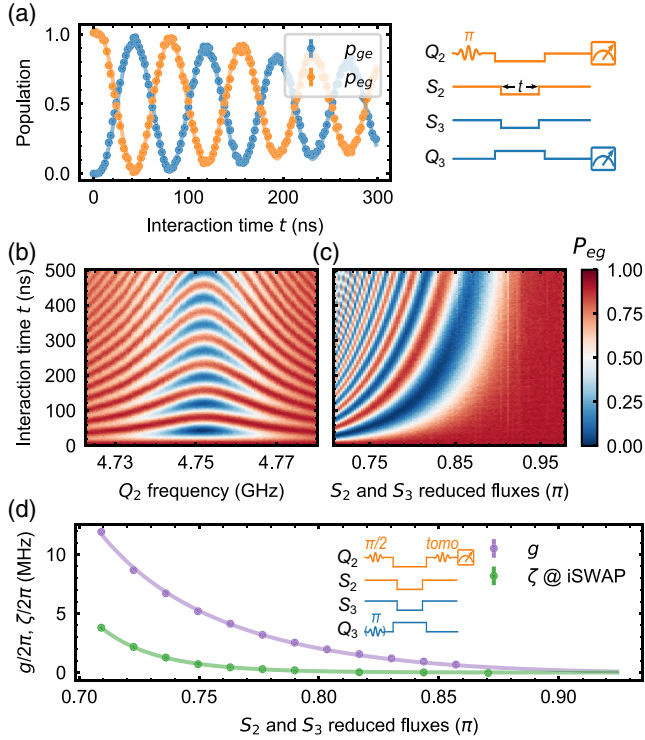 (a)
1.0
0.5
0.0
Population
0
50
100
150
200
250
300
Interaction time t (ns)
p_ge
p_eg
π
Q_2
S_2
t
S_3
Q_3
(b)
(c)
P_eg
500
400
300
200
100
0
Interaction time t (ns)
4.73
4.75
4.77
Q_2 frequency (GHz)
0.75
0.85
0.95
S_2 and S_3 reduced fluxes (π)
1.00
0.75
0.50
0.25
0.00
(d)
10
5
0
g/2π, ζ/2π (MHz)
π/2
tomo
Q_2
S_2
S_3
Q_3
(π)
g
ζ @ iSWAP
0.70
0.75
0.80
0.85
0.90
S_2 and S_3 reduced fluxes (π)